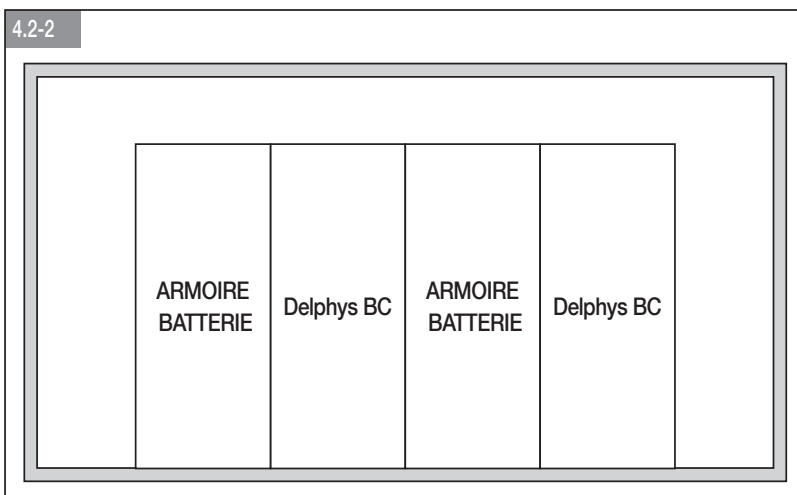 4.2-2
ARMOIRE
BATTERIE
Delphys BC
ARMOIRE
BATTERIE
Delphys BC